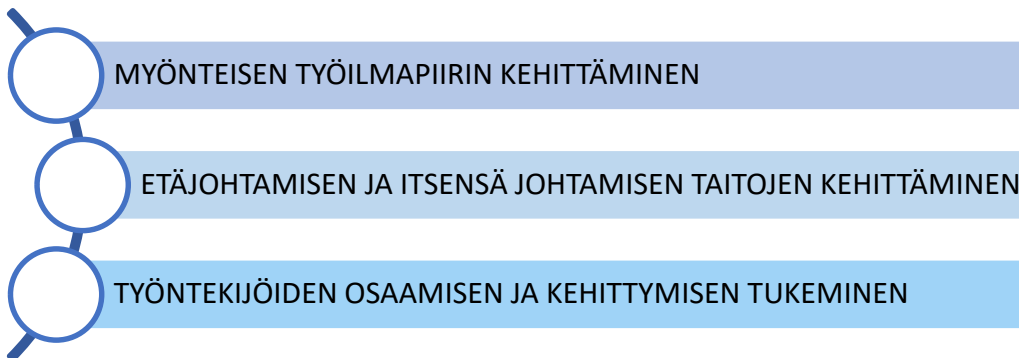 MYÖNTEISEN TYÖILMAPIIRIN KEHITTÄMINEN
ETÄJOHTAMISEN JA ITSENSÄ JOHTAMISEN TAITOJEN KEHITTÄMINEN
TYÖNTEKIJÖIDEN OSAAMISEN JA KEHITTYMISEN TUKEMINEN